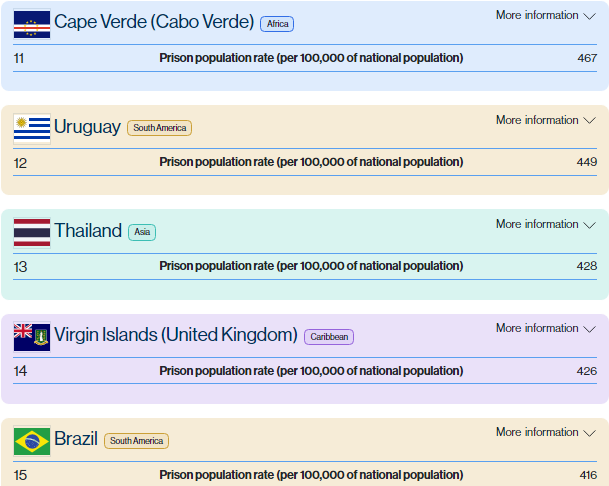 Cape Verde (Cabo Verde) Africa More information
11 Prison population rate (per 100,000 of national population) 467
Uruguay South America More information
12 Prison population rate (per 100,000 of national population) 449
Thailand Asia More information
13 Prison population rate (per 100,000 of national population) 428
Virgin Islands (United Kingdom) Caribbean More information
14 Prison population rate (per 100,000 of national population) 426
Brazil South America More information
15 Prison population rate (per 100,000 of national population) 416